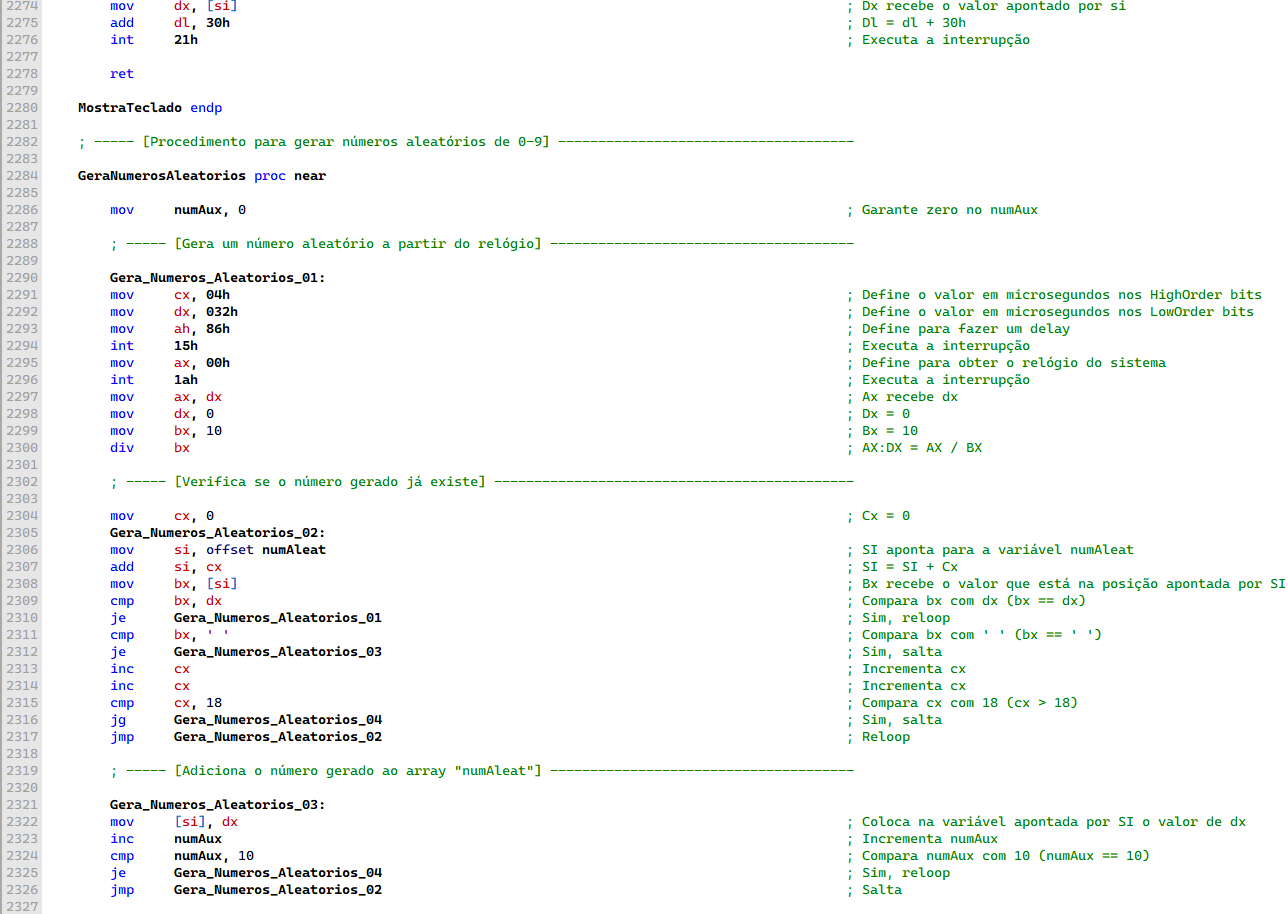 2274 mov dx, [si] ; Dx recebe o valor apontado por si
2275 add dl, 30h ; Dl = dl + 30h
2276 int 21h ; Executa a interrupção
2277
2278 ret
2279
2280 MostraTeclado endp
2281
2282 ; ----- [Procedimento para gerar números aleatórios de 0-9] -------------------------------------
2283
2284 GeraNumerosAleatorios proc near
2285
2286 mov numAux, 0 ; Garante zero no numAux
2287
2288 ; ----- [Gera um número aleatório a partir do relógio] --------------------------------------
2289
2290 Gera_Numeros_Aleatorios_01:
2291 mov cx, 04h ; Define o valor em microsegundos nos HighOrder bits
2292 mov dx, 032h ; Define o valor em microsegundos nos LowOrder bits
2293 mov ah, 86h ; Define para fazer um delay
2294 int 15h ; Executa a interrupção
2295 mov ax, 00h ; Define para obter o relógio do sistema
2296 int 1ah ; Executa a interrupção
2297 mov ax, dx ; Ax recebe dx
2298 mov dx, 0 ; Dx = 0
2299 mov bx, 10 ; Bx = 10
2300 div bx ; AX:DX = AX / BX
2301
2302 ; ----- [Verifica se o número gerado já existe] ---------------------------------------------
2303
2304 mov cx, 0 ; Cx = 0
2305 Gera_Numeros_Aleatorios_02:
2306 mov si, offset numAleat ; SI aponta para a variável numAleat
2307 add si, cx ; SI = SI + Cx
2308 mov bx, [si] ; Bx recebe o valor que está na posição apontada por SI
2309 cmp bx, dx ; Compara bx com dx (bx == dx)
2310 je Gera_Numeros_Aleatorios_01 ; Sim, reloop
2311 cmp bx, ' ' ; Compara bx com ' ' (bx == ' ')
2312 je Gera_Numeros_Aleatorios_03 ; Sim, salta
2313 inc cx ; Incrementa cx
2314 inc cx ; Incrementa cx
2315 cmp cx, 18 ; Compara cx com 18 (cx > 18)
2316 jg Gera_Numeros_Aleatorios_04 ; Sim, salta
2317 jmp Gera_Numeros_Aleatorios_02 ; Reloop
2318
2319 ; ----- [Adiciona o número gerado ao array "numAleat"] --------------------------------------
2320
2321 Gera_Numeros_Aleatorios_03:
2322 mov [si], dx ; Coloca na variável apontada por SI o valor de dx
2323 inc numAux ; Incrementa numAux
2324 cmp numAux, 10 ; Compara numAux com 10 (numAux == 10)
2325 je Gera_Numeros_Aleatorios_04 ; Sim, reloop
2326 jmp Gera_Numeros_Aleatorios_02 ; Salta
2327